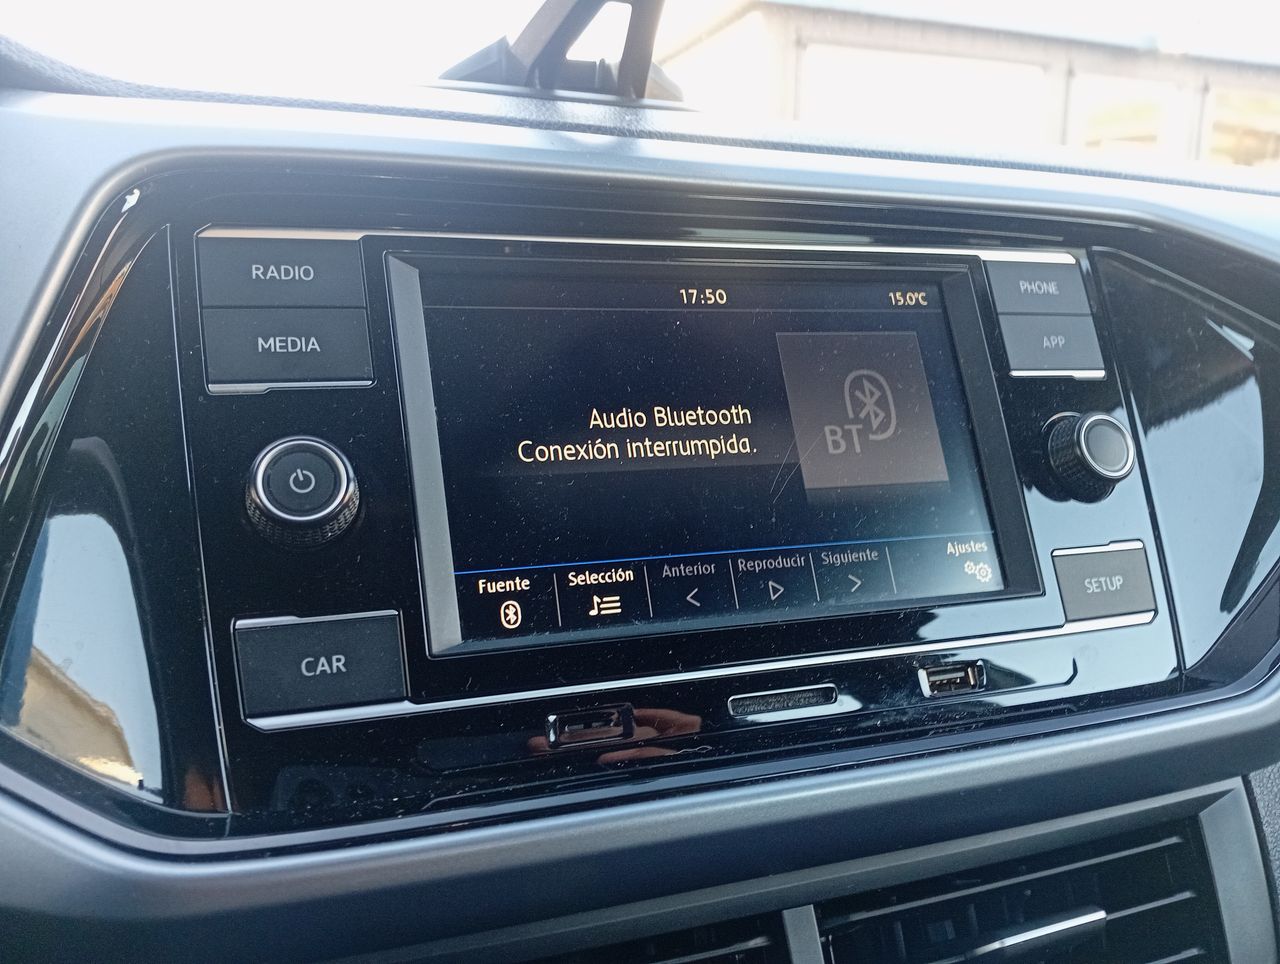 RADIO
MEDIA
CAR
17:50
15.0°C
Audio Bluetooth
Conexión interrumpida.
BT
Fuente
Selección
Anterior
Reproducir
Siguiente
Ajustes
PHONE
APP
SETUP